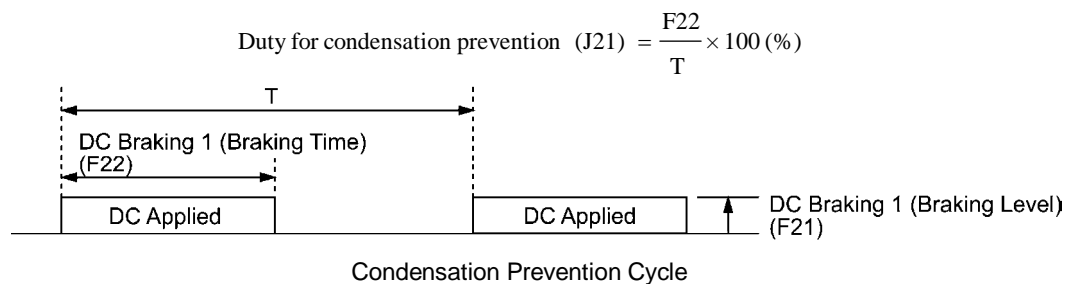 Duty for condensation prevention (J21) = F22 / T × 100 (%)
T
DC Braking 1 (Braking Time)
(F22)
DC Applied
DC Applied
DC Braking 1 (Braking Level)
(F21)
Condensation Prevention Cycle